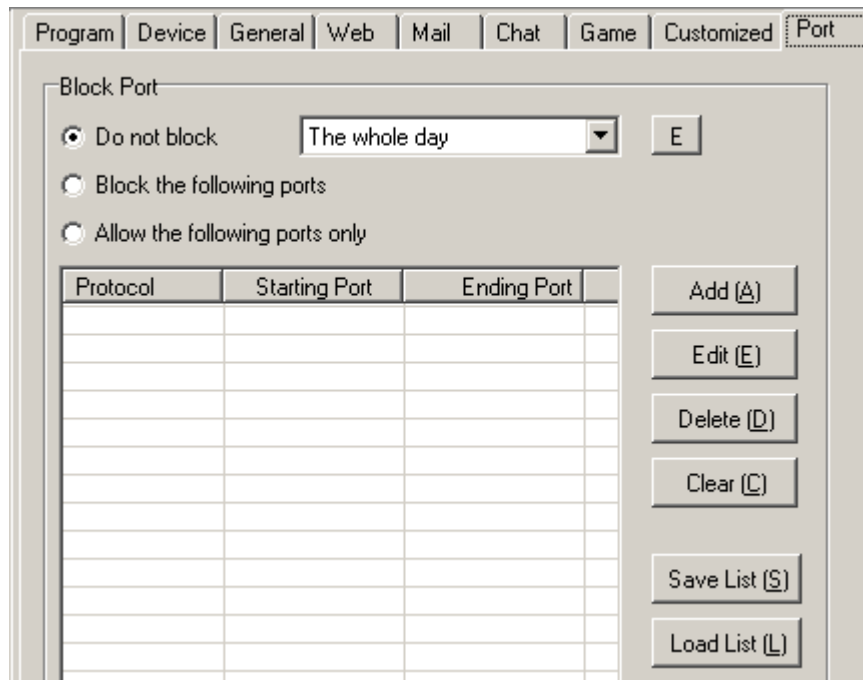 Program Device General Web Mail Chat Game Customized Port
Block Port
Do not block The whole day E
Block the following ports
Allow the following ports only
Protocol Starting Port Ending Port
Add (A)
Edit (E)
Delete (D)
Clear (C)
Save List (S)
Load List (L)